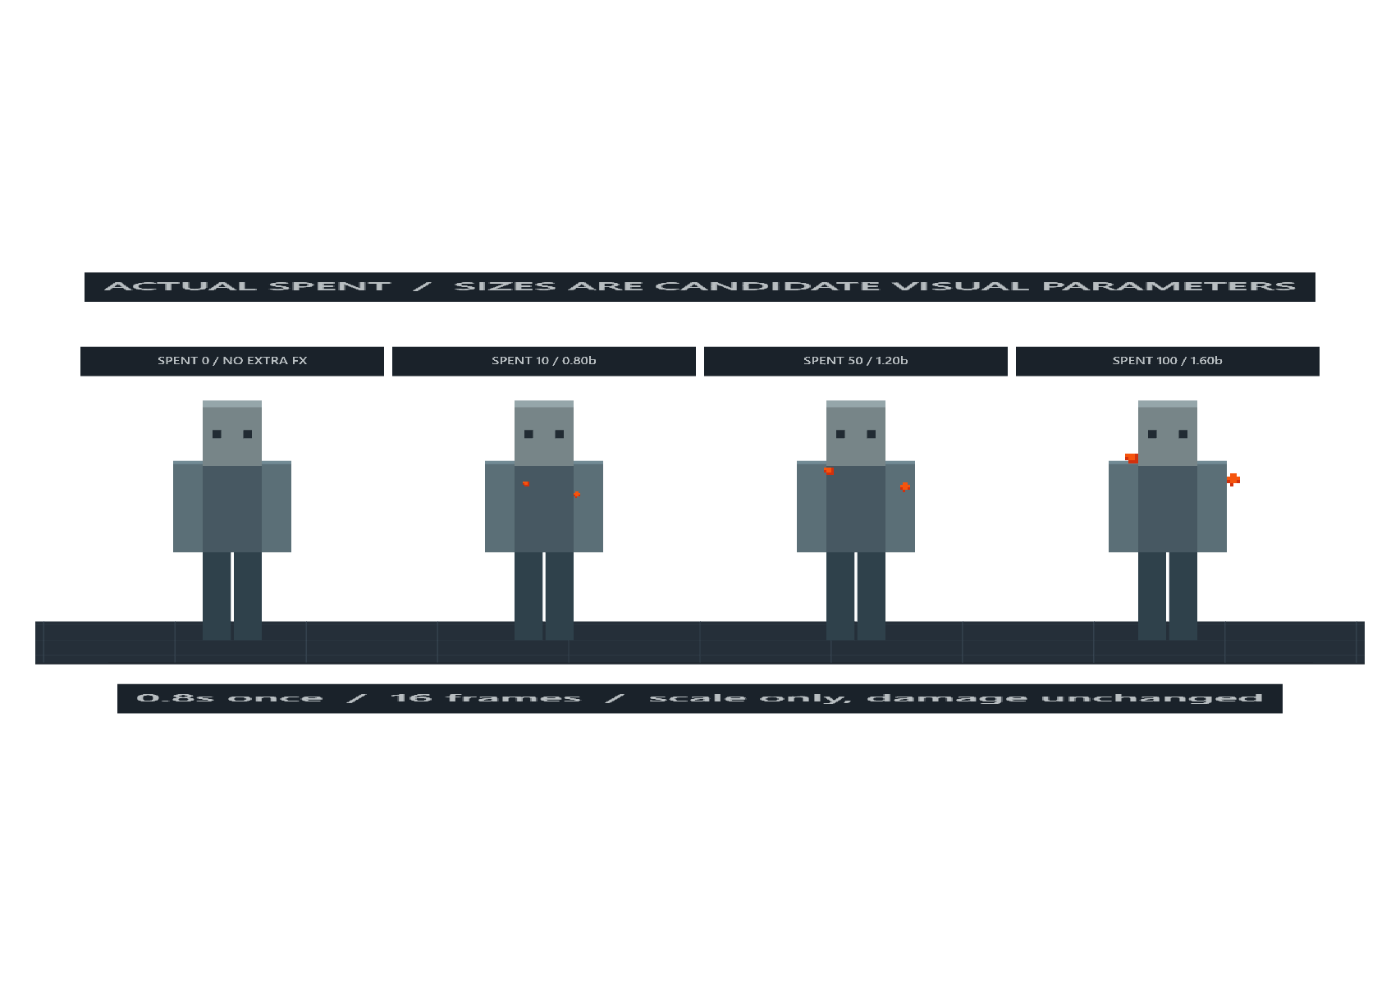 ACTUAL SPENT / SIZES ARE CANDIDATE VISUAL PARAMETERS
SPENT 0 / NO EXTRA FX
SPENT 10 / 0.80b
SPENT 50 / 1.20b
SPENT 100 / 1.60b
0.8s once / 16 frames / scale only, damage unchanged